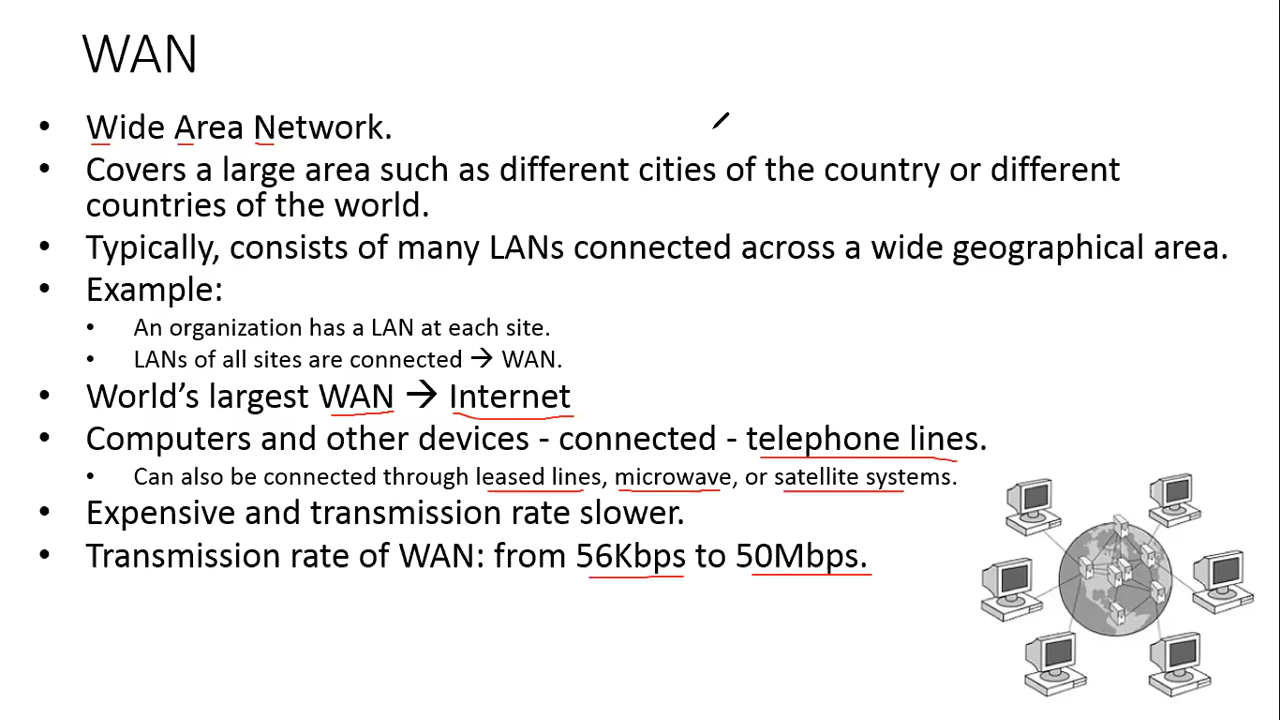 WAN
• Wide Area Network.
• Covers a large area such as different cities of the country or different
countries of the world.
• Typically, consists of many LANs connected across a wide geographical area.
• Example:
• An organization has a LAN at each site.
• LANs of all sites are connected → WAN.
• World’s largest WAN → Internet
• Computers and other devices - connected - telephone lines.
• Can also be connected through leased lines, microwave, or satellite systems.
• Expensive and transmission rate slower.
• Transmission rate of WAN: from 56Kbps to 50Mbps.